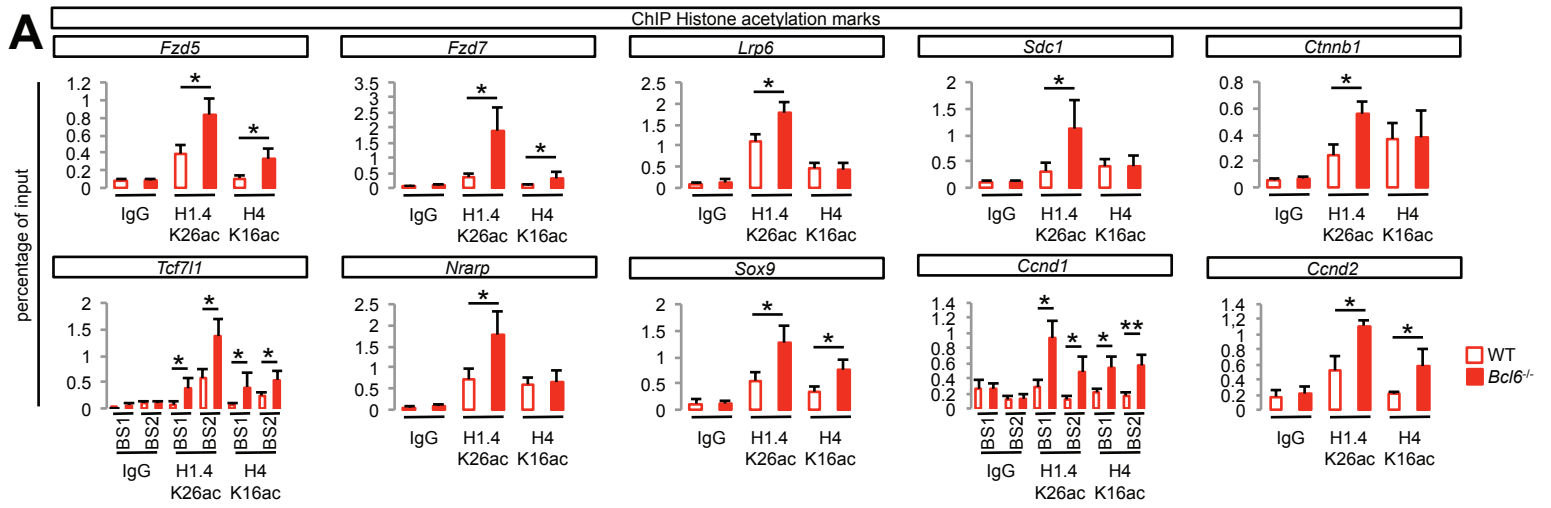 A
ChIP Histone acetylation marks
percentage of input
Fzd5
*
*
1.2
1
0.8
0.6
0.4
0.2
0
IgG
H1.4
K26ac
H4
K16ac
Fzd7
*
*
3.5
3.5
2.5
2.5
1
1
0.5
0
IgG
H1.4
K26ac
H4
K16ac
Lrp6
*
2.5
2
1.5
1
0.5
0
IgG
H1.4
K26ac
H4
K16ac
Sdc1
*
2
1.5
1
0.5
0
IgG
H1.4
K26ac
H4
K16ac
Ctnnb1
*
0.8
0.6
0.4
0.2
0
IgG
H1.4
K26ac
H4
K16ac
Tcf7l1
*
*
*
*
2
1.5
1
0.5
0
BS1
BS2
BS1
BS2
BS1
BS2
IgG
H1.4
K26ac
H4
K16ac
Nrarp
*
2.5
2
1.5
1
0.5
0
IgG
H1.4
K26ac
H4
K16ac
Sox9
*
*
2
1.5
1
0.5
0
IgG
H1.4
K26ac
H4
K16ac
Ccnd1
*
*
*
**
1.4
1.2
1
0.8
0.6
0.4
0.2
0
BS1
BS2
BS1
BS2
BS1
BS2
IgG
H1.4
K26ac
H4
K16ac
Ccnd2
*
*
1.4
1,2
1
0.8
0.6
0.4
0.2
0
IgG
H1.4
K26ac
H4
K16ac
WT
Bcl6-/-